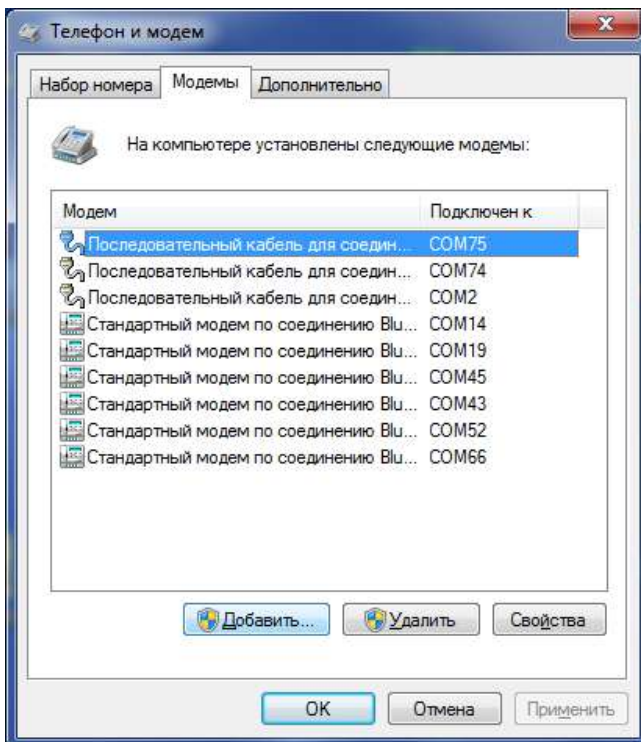 Телефон и модем
Набор номера Модемы Дополнительно
На компьютере установлены следующие модемы:
Модем Подключен к
Последовательный кабель для соедин... COM75
Последовательный кабель для соедин... COM74
Последовательный кабель для соедин... COM2
Стандартный модем по соединению Blu... COM14
Стандартный модем по соединению Blu... COM19
Стандартный модем по соединению Blu... COM45
Стандартный модем по соединению Blu... COM43
Стандартный модем по соединению Blu... COM52
Стандартный модем по соединению Blu... COM66
Добавить... Удалить Свойства
OK Отмена Применить